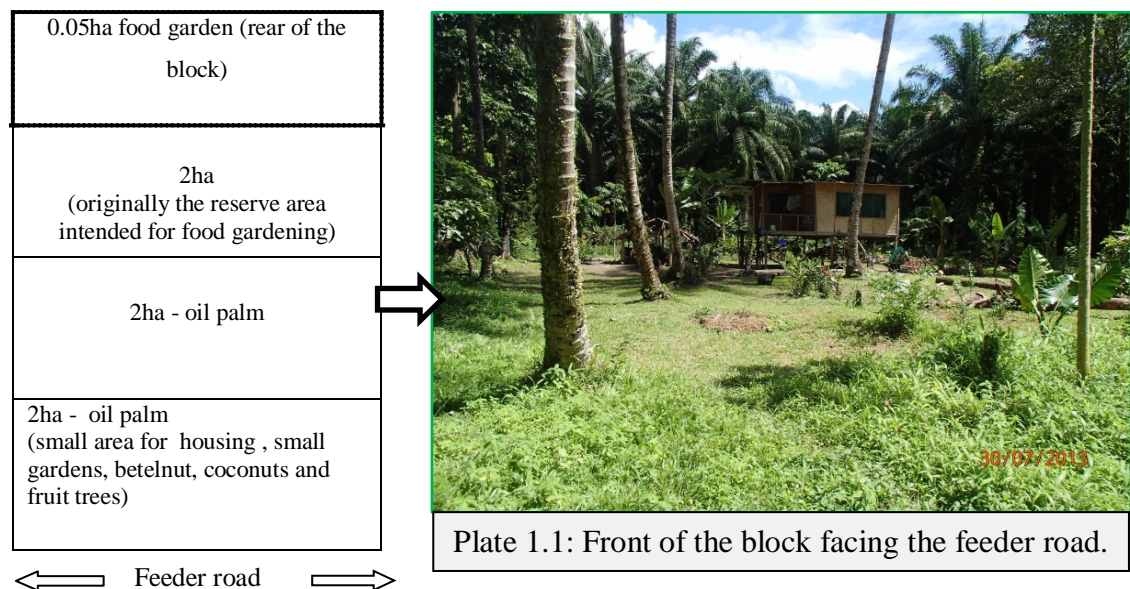 0.05ha food garden (rear of the
block)
2ha
(originally the reserve area
intended for food gardening)
2ha - oil palm
2ha - oil palm
(small area for housing , small
gardens, betelnut, coconuts and
fruit trees)
Feeder road
30/07/2013
Plate 1.1: Front of the block facing the feeder road.